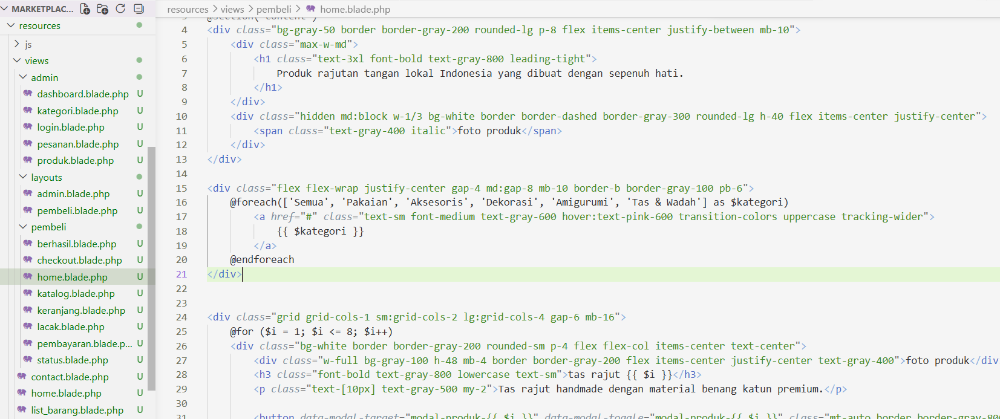 MARKETPLAC...
resources
js
views
admin
dashboard.blade.php U
kategori.blade.php U
login.blade.php U
pesanan.blade.php U
produk.blade.php U
layouts
admin.blade.php U
pembeli.blade.php U
pembeli
berhasil.blade.php U
checkout.blade.php U
home.blade.php U
katalog.blade.php U
keranjang.blade.php U
lacak.blade.php U
pembayaran.blade.p... U
status.blade.php U
contact.blade.php U
home.blade.php U
list_barang.blade.php U
resources > views > pembeli > home.blade.php
3 @section('content')
4 <div class="bg-gray-50 border border-gray-200 rounded-lg p-8 flex items-center justify-between mb-10">
5 <div class="max-w-md">
6 <h1 class="text-3xl font-bold text-gray-800 leading-tight">
7 Produk rajutan tangan lokal Indonesia yang dibuat dengan sepenuh hati.
8 </h1>
9 </div>
10 <div class="hidden md:block w-1/3 bg-white border border-dashed border-gray-300 rounded-lg h-40 flex items-center justify-center">
11 <span class="text-gray-400 italic">foto produk</span>
12 </div>
13 </div>
14
15 <div class="flex flex-wrap justify-center gap-4 md:gap-8 mb-10 border-b border-gray-100 pb-6">
16 @foreach(['Semua', 'Pakaian', 'Aksesoris', 'Dekorasi', 'Amigurumi', 'Tas & Wadah'] as $kategori)
17 <a href="#" class="text-sm font-medium text-gray-600 hover:text-pink-600 transition-colors uppercase tracking-wider">
18 {{ $kategori }}
19 </a>
20 @endforeach
21 </div>
22
23
24 <div class="grid grid-cols-1 sm:grid-cols-2 lg:grid-cols-4 gap-6 mb-16">
25 @for ($i = 1; $i <= 8; $i++)
26 <div class="bg-white border border-gray-200 rounded-sm p-4 flex flex-col items-center text-center">
27 <div class="w-full bg-gray-100 h-48 mb-4 border border-gray-200 flex items-center justify-center text-gray-400">foto produk</div
28 <h3 class="font-bold text-gray-800 lowercase text-sm">tas rajut {{ $i }}</h3>
29 <p class="text-[10px] text-gray-500 my-2">Tas rajut handmade dengan material benang katun premium.</p>
30
31 <button data-modal-target="modal-produk-{{ $i }}" data-modal-toggle="modal-produk-{{ $i }}" class="mt-auto border border-gray-800